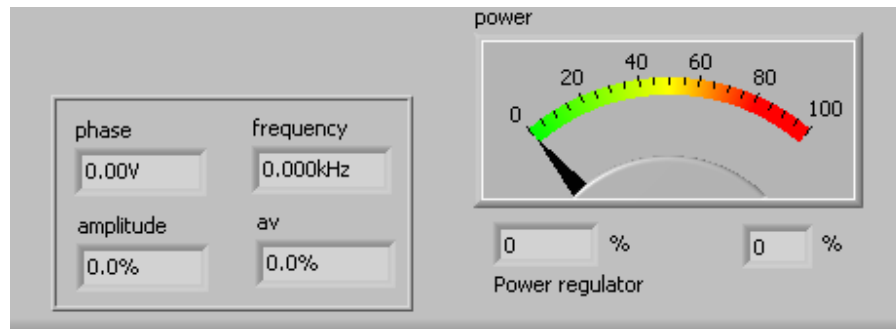 power
0 20 40 60 80 100
phase
frequency
0.00V
0.000kHz
amplitude
av
0.0%
0.0%
0 %
0 %
Power regulator